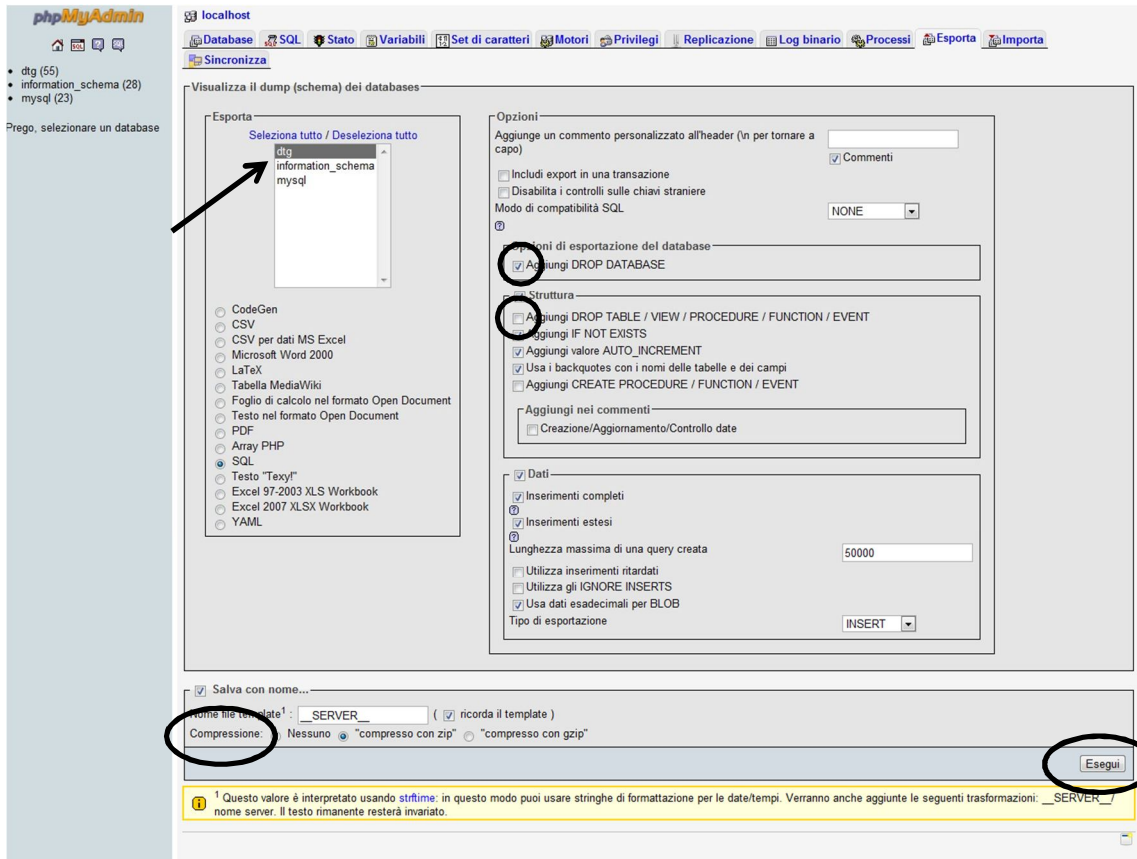 phpMyAdmin
dtg (55)
information_schema (28)
mysql (23)
Prego, selezionare un database
localhost
Database SQL Stato Variabili Set di caratteri Motori Privilegi Replicazione Log binario Processi Esporta Importa
Sincronizza
Visualizza il dump (schema) dei databases
Esporta
Seleziona tutto / Deseleziona tutto
dtg
information_schema
mysql
CodeGen
CSV
CSV per dati MS Excel
Microsoft Word 2000
LaTeX
Tabella MediaWiki
Foglio di calcolo nel formato Open Document
Testo nel formato Open Document
PDF
Array PHP
SQL
Testo "Texy!"
Excel 97-2003 XLS Workbook
Excel 2007 XLSX Workbook
YAML
Opzioni
Aggiunge un commento personalizzato all'header (\n per tornare a
capo)
Commenti
Includi export in una transazione
Disabilita i controlli sulle chiavi straniere
Modo di compatibilità SQL NONE
Opzioni di esportazione del database
Aggiungi DROP DATABASE
Struttura
Aggiungi DROP TABLE / VIEW / PROCEDURE / FUNCTION / EVENT
Aggiungi IF NOT EXISTS
Aggiungi valore AUTO_INCREMENT
Usa i backquotes con i nomi delle tabelle e dei campi
Aggiungi CREATE PROCEDURE / FUNCTION / EVENT
Aggiungi nei commenti
Creazione/Aggiornamento/Controllo date
Dati
Inserimenti completi
Inserimenti estesi
Lunghezza massima di una query creata 50000
Utilizza inserimenti ritardati
Utilizza gli IGNORE INSERTS
Usa dati esadecimali per BLOB
Tipo di esportazione INSERT
Salva con nome...
Nome file template1 : __SERVER__ ( ricorda il template )
Compressione: Nessuno "compresso con zip" "compresso con gzip"
Esegui
1 Questo valore è interpretato usando strftime: in questo modo puoi usare stringhe di formattazione per le date/tempi. Verranno anche aggiunte le seguenti trasformazioni: __SERVER__/
nome server. Il testo rimanente resterà invariato.